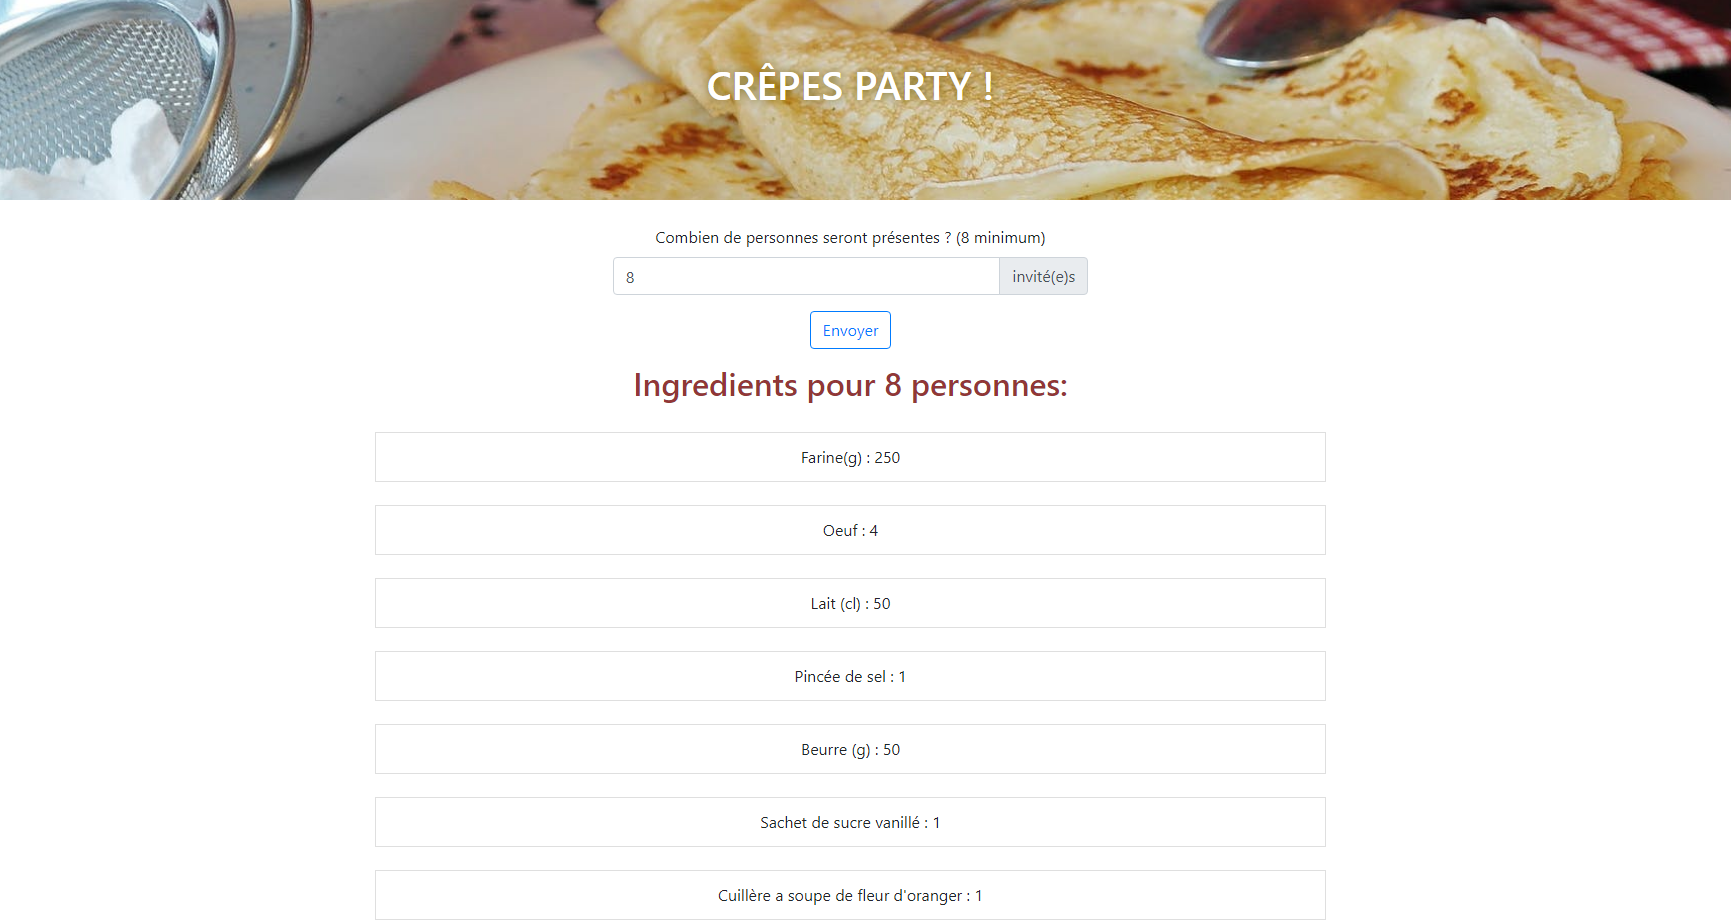 CRÊPES PARTY !
Combien de personnes seront présentes ? (8 minimum)
8 invité(e)s
Envoyer
Ingredients pour 8 personnes:
Farine(g) : 250
Oeuf : 4
Lait (cl) : 50
Pincée de sel : 1
Beurre (g) : 50
Sachet de sucre vanillé : 1
Cuillère a soupe de fleur d'oranger : 1